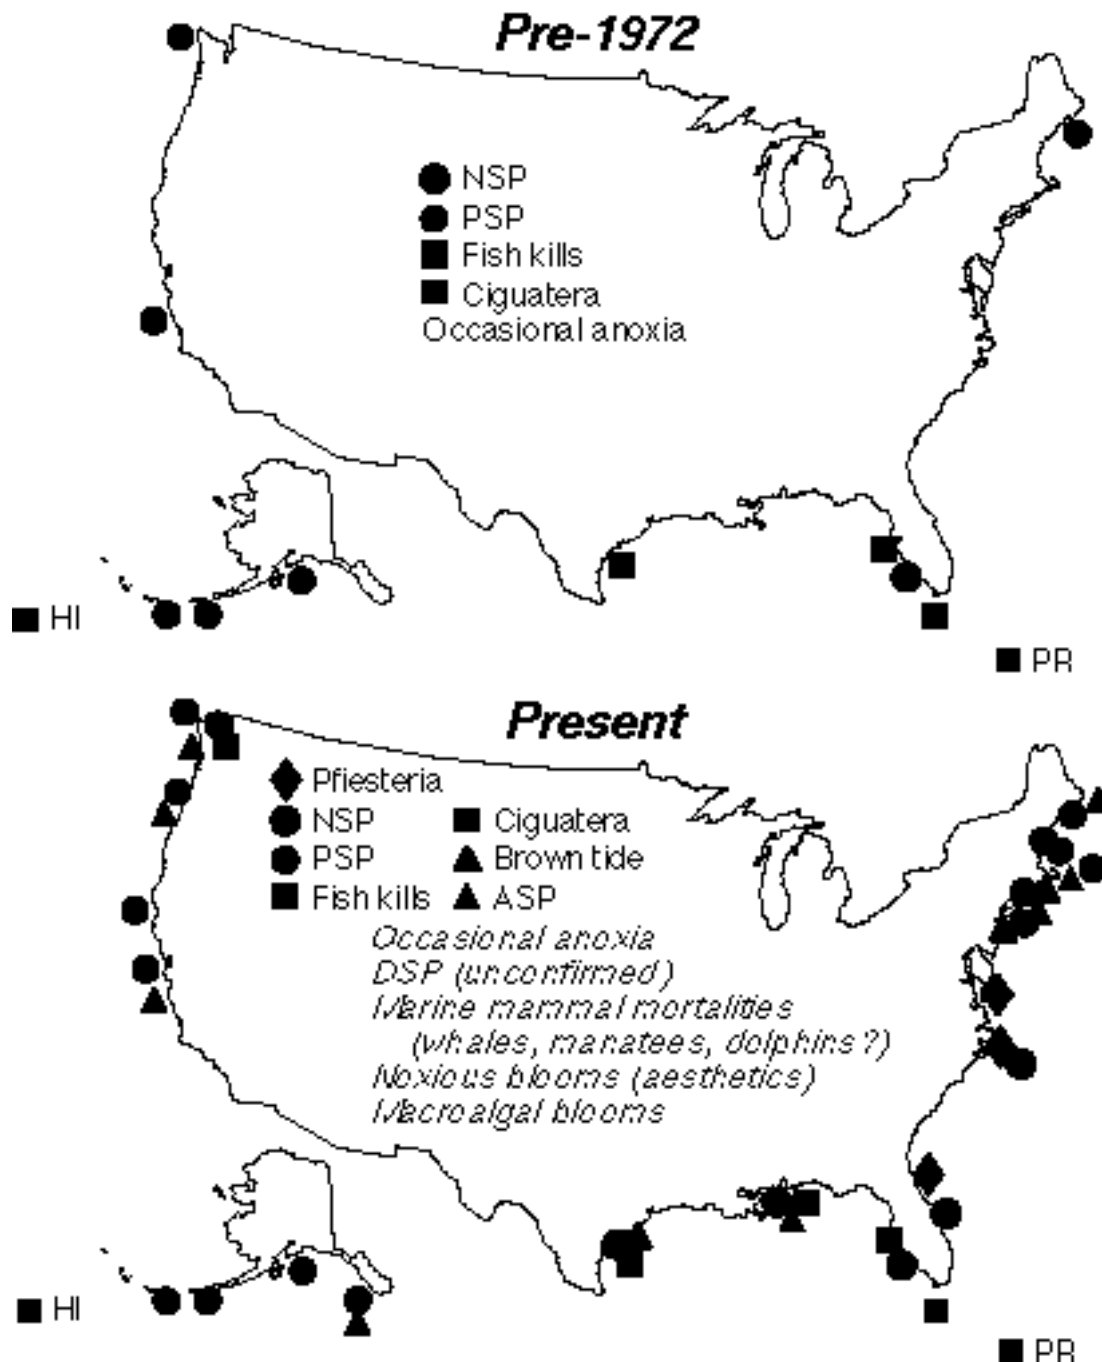 Pre-1972
NSP
PSP
Fish kills
Ciguatera
Occasional anoxia
HI
PR
Present
Pfiesteria
NSP
Ciguatera
PSP
Brown tide
Fish kills
ASP
Occasional anoxia
DSP (unconfirmed)
Marine mammal mortalities
(whales, manatees, dolphins?)
Noxious blooms (aesthetics)
Macroalgal blooms
HI
PR